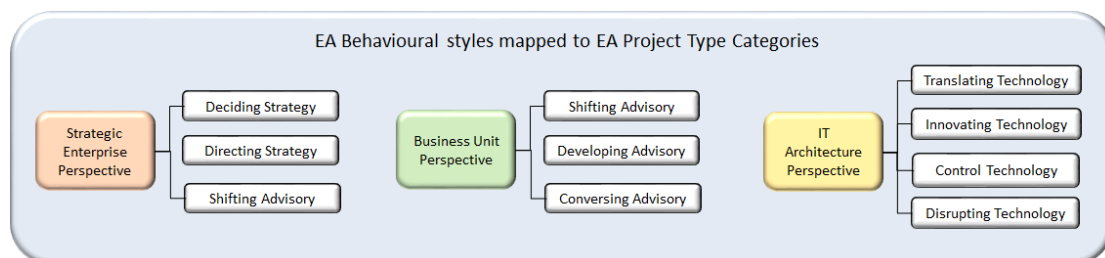 EA Behavioural styles mapped to EA Project Type Categories
Strategic
Enterprise
Perspective
Deciding Strategy
Directing Strategy
Shifting Advisory
Business Unit
Perspective
Shifting Advisory
Developing Advisory
Conversing Advisory
IT
Architecture
Perspective
Translating Technology
Innovating Technology
Control Technology
Disrupting Technology